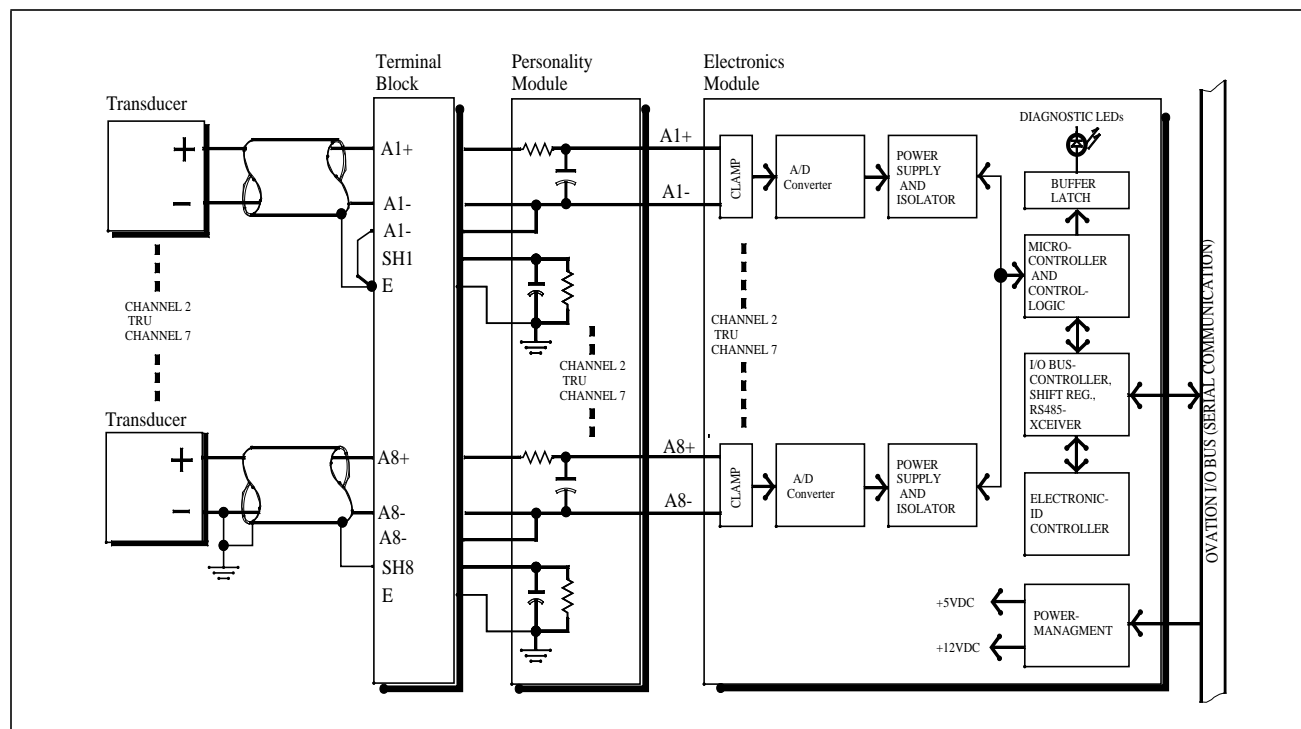 Terminal
Block
Personality
Module
Electronics
Module
Transducer
+
−
A1+
A1-
A1-
SH1
E
A1+
A1-
CLAMP
A/D
Converter
POWER
SUPPLY
AND
ISOLATOR
DIAGNOSTIC LEDs
BUFFER
LATCH
MICRO-
CONTROLLER
AND
CONTROL-
LOGIC
CHANNEL 2
TRU
CHANNEL 7
CHANNEL 2
TRU
CHANNEL 7
CHANNEL 2
TRU
CHANNEL 7
I/O BUS-
CONTROLLER,
SHIFT REG.,
RS485-
XCEIVER
Transducer
+
−
A8+
A8-
A8-
SH8
E
A8+
A8-
CLAMP
A/D
Converter
POWER
SUPPLY
AND
ISOLATOR
ELECTRONIC-
ID CONTROLLER
+5VDC
+12VDC
POWER-
MANAGMENT
OVATION I/O BUS (SERIAL COMMUNICATION)